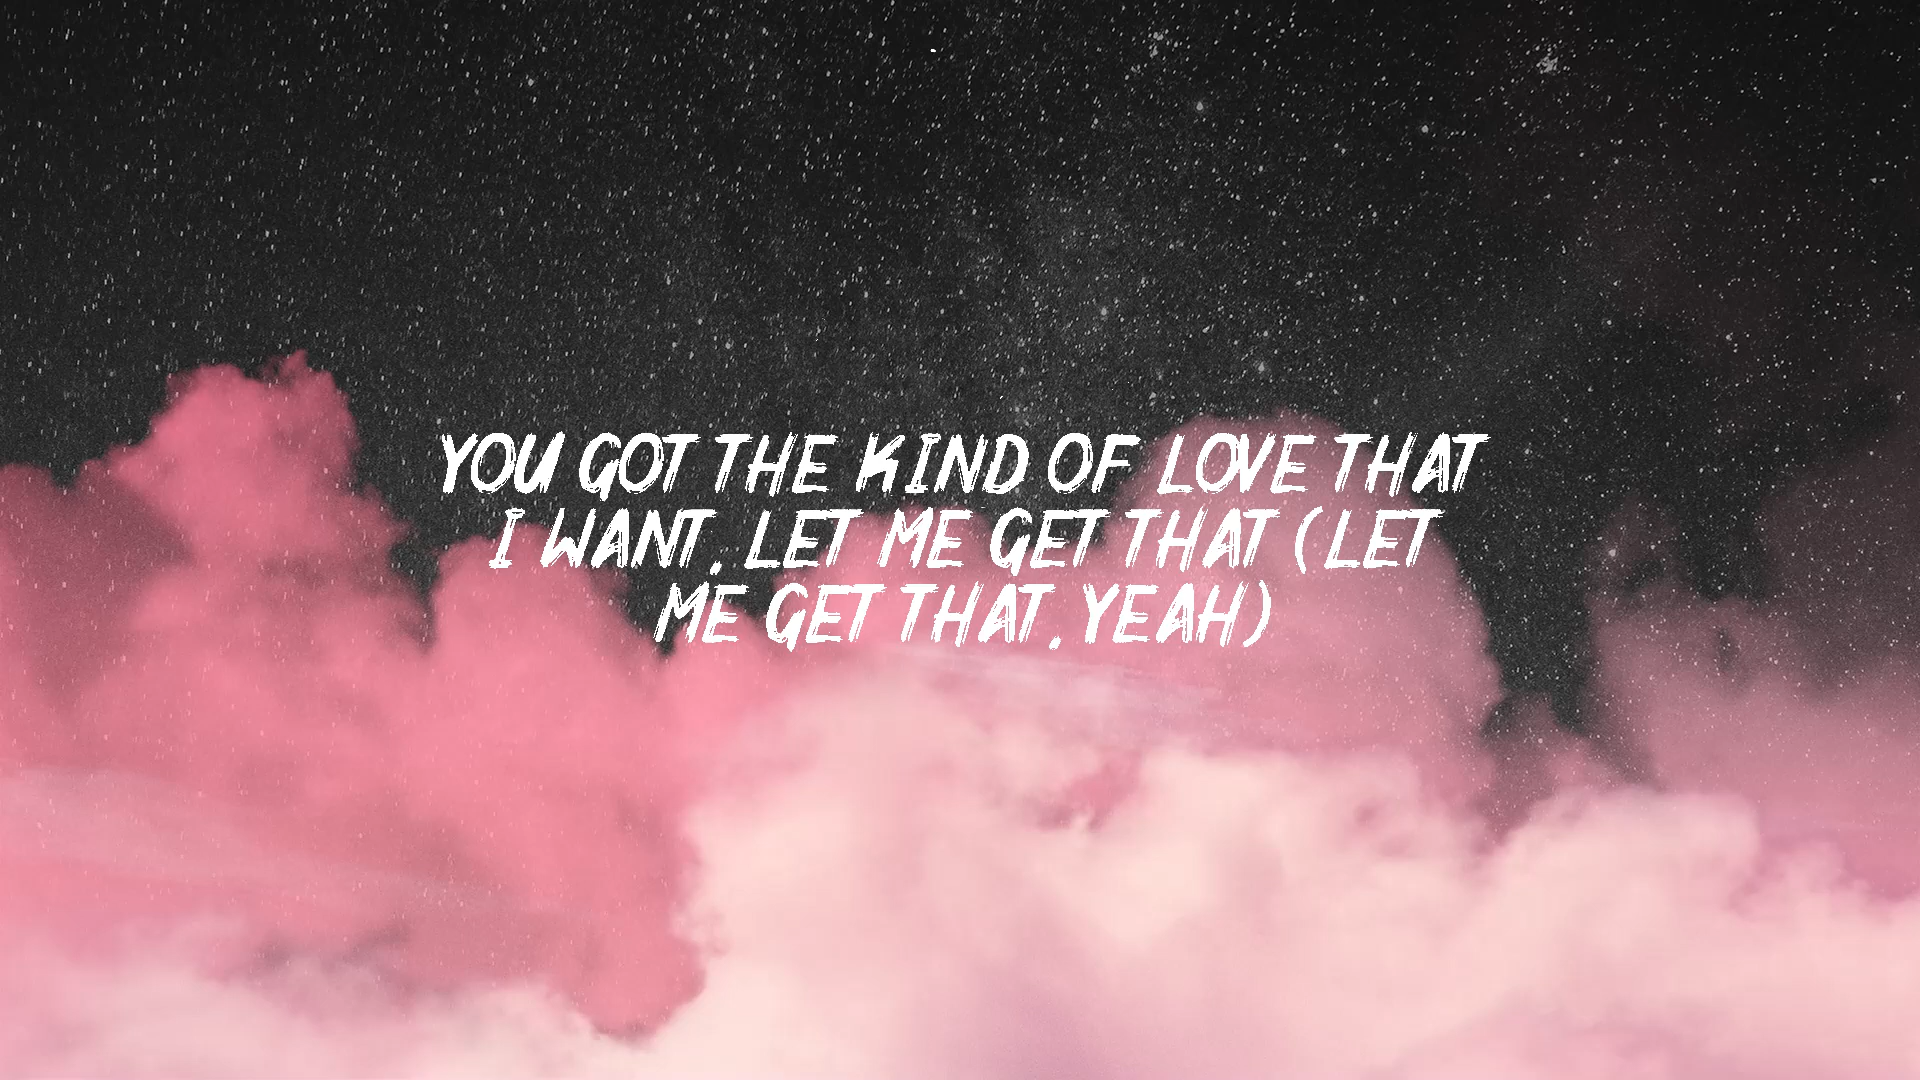 YOU GOT THE KIND OF LOVE THAT
I WANT, LET ME GET THAT (LET
ME GET THAT, YEAH)